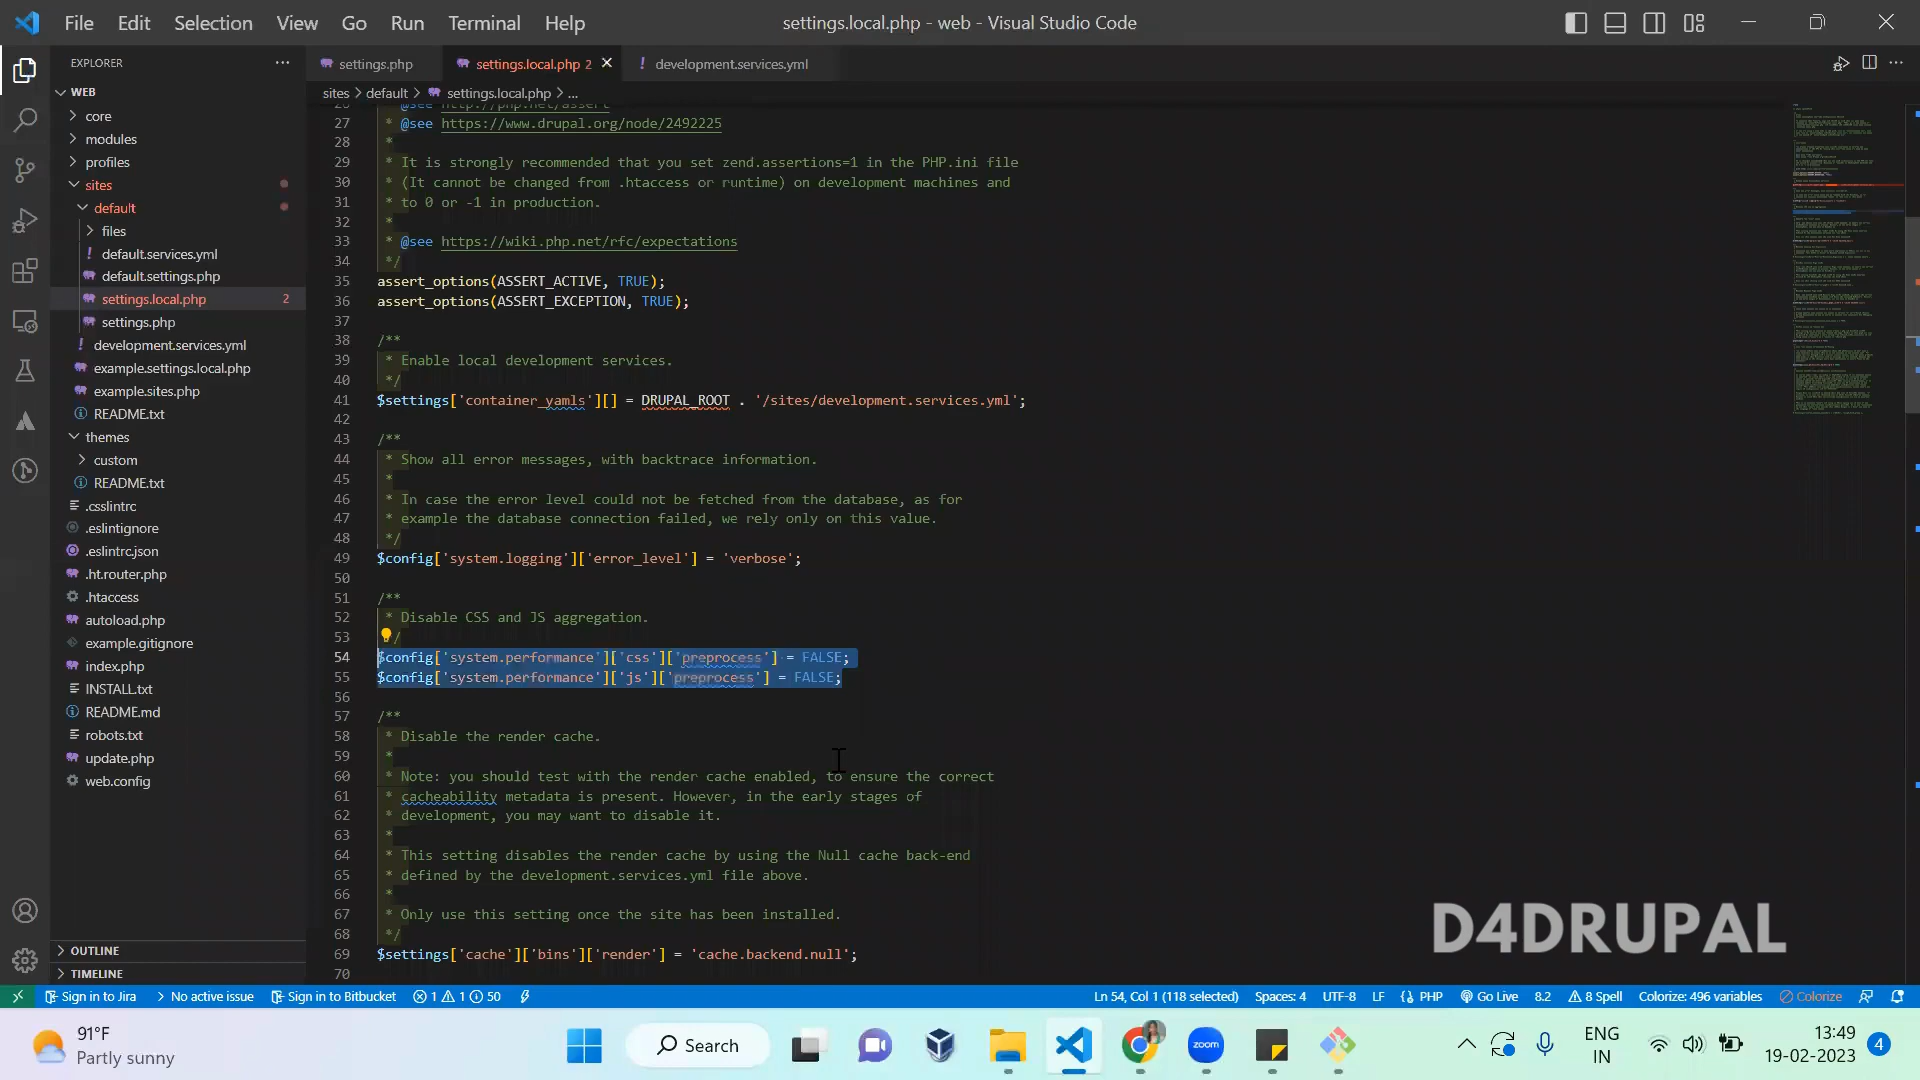 File Edit Selection View Go Run Terminal Help
settings.local.php - web - Visual Studio Code
EXPLORER
settings.php
settings.local.php 2
development.services.yml
sites > default > settings.local.php > ...
WEB
core
modules
profiles
sites
default
files
default.services.yml
default.settings.php
settings.local.php 2
settings.php
development.services.yml
example.settings.local.php
example.sites.php
README.txt
themes
custom
README.txt
.csslintrc
.eslintignore
.eslintrc.json
.ht.router.php
.htaccess
autoload.php
example.gitignore
index.php
INSTALL.txt
README.md
robots.txt
update.php
web.config
OUTLINE
TIMELINE
26 * @see http://php.net/assert
27 * @see https://www.drupal.org/node/2492225
28 *
29 * It is strongly recommended that you set zend.assertions=1 in the PHP.ini file
30 * (It cannot be changed from .htaccess or runtime) on development machines and
31 * to 0 or -1 in production.
32 *
33 * @see https://wiki.php.net/rfc/expectations
34 */
35 assert_options(ASSERT_ACTIVE, TRUE);
36 assert_options(ASSERT_EXCEPTION, TRUE);
37
38 /**
39 * Enable local development services.
40 */
41 $settings['container_yamls'][] = DRUPAL_ROOT . '/sites/development.services.yml';
42
43 /**
44 * Show all error messages, with backtrace information.
45 *
46 * In case the error level could not be fetched from the database, as for
47 * example the database connection failed, we rely only on this value.
48 */
49 $config['system.logging']['error_level'] = 'verbose';
50
51 /**
52 * Disable CSS and JS aggregation.
53 */
54 $config['system.performance']['css']['preprocess'] = FALSE;
55 $config['system.performance']['js']['preprocess'] = FALSE;
56
57 /**
58 * Disable the render cache.
59 *
60 * Note: you should test with the render cache enabled, to ensure the correct
61 * cacheability metadata is present. However, in the early stages of
62 * development, you may want to disable it.
63 *
64 * This setting disables the render cache by using the Null cache back-end
65 * defined by the development.services.yml file above.
66 *
67 * Only use this setting once the site has been installed.
68 */
69 $settings['cache']['bins']['render'] = 'cache.backend.null';
70
D4DRUPAL
Sign in to Jira No active issue Sign in to Bitbucket 1 1 50 Ln 54, Col 1 (118 selected) Spaces: 4 UTF-8 LF PHP Go Live 8.2 8 Spell Colorize: 496 variables Colorize
91°F
Partly sunny
Search
zoom
ENG
IN
13:49
19-02-2023
4